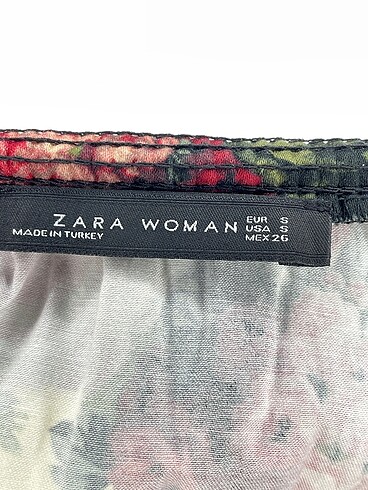 ZARA WOMAN
MADE IN TURKEY
EUR S
USA S
MEX 26